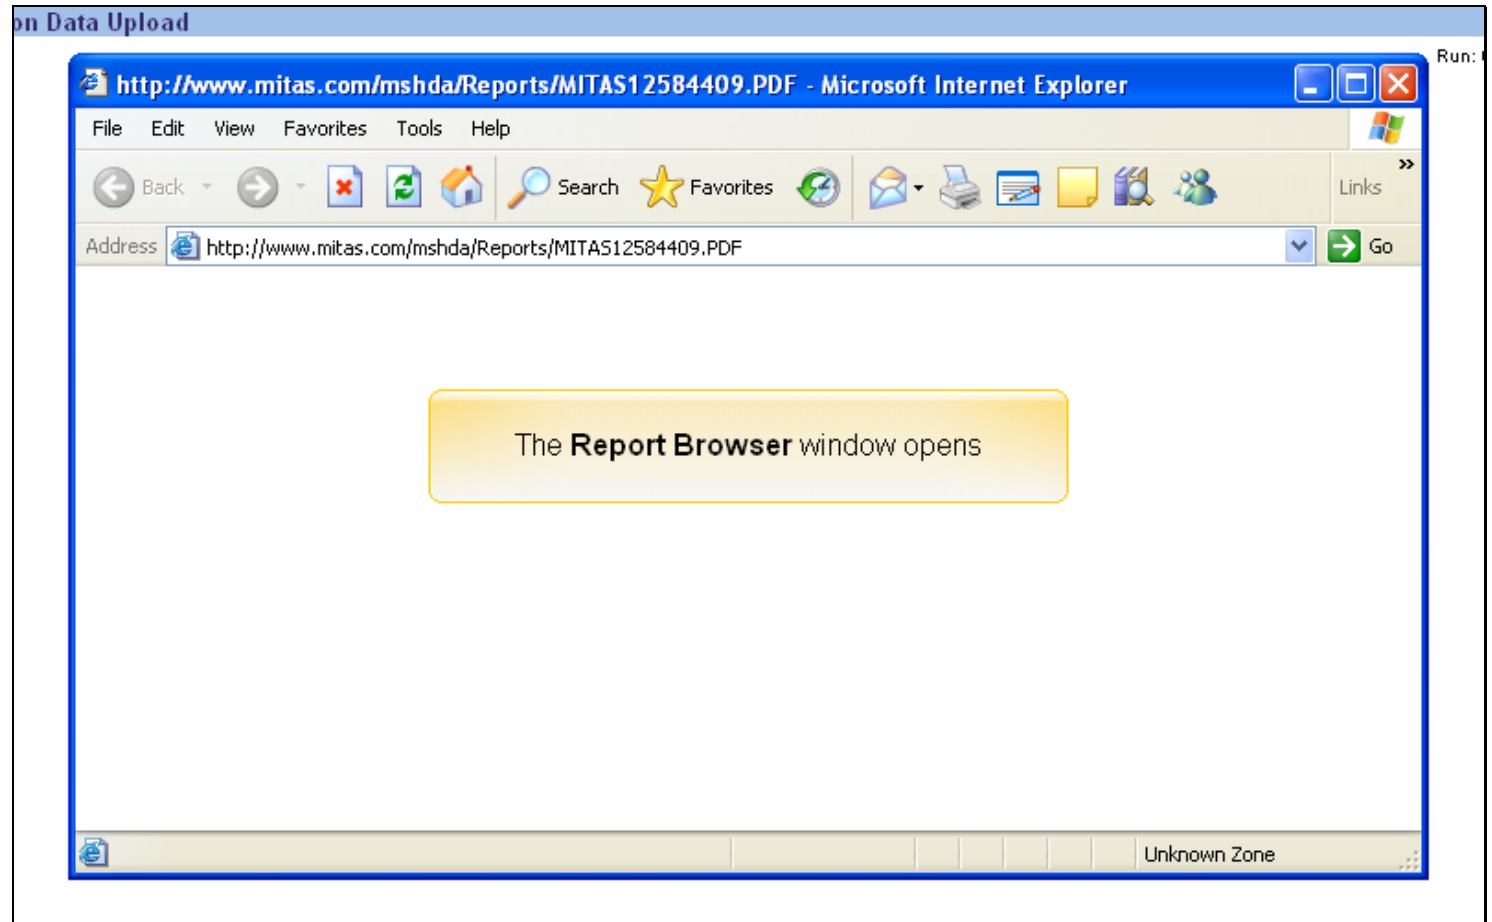 on Data Upload
Run:
http://www.mitas.com/mshda/Reports/MITAS12584409.PDF - Microsoft Internet Explorer
File Edit View Favorites Tools Help
Back Search Favorites » Links
Address http://www.mitas.com/mshda/Reports/MITAS12584409.PDF Go
The Report Browser window opens
Unknown Zone